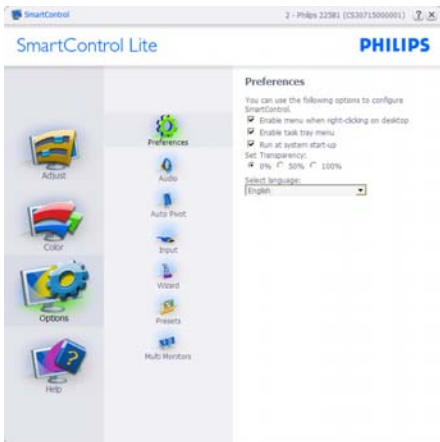 SmartControl
2 - Philips 225B1 (CS30715000001)
SmartControl Lite
PHILIPS
Adjust
Color
Options
Help
Preferences
Audio
Auto Pivot
Input
Wizard
Presets
Multi Monitors
Preferences
You can use the following options to configure
SmartControl.
Enable menu when right-clicking on desktop
Enable task tray menu
Run at system start-up
Set Transparency:
0% 50% 100%
Select language:
English